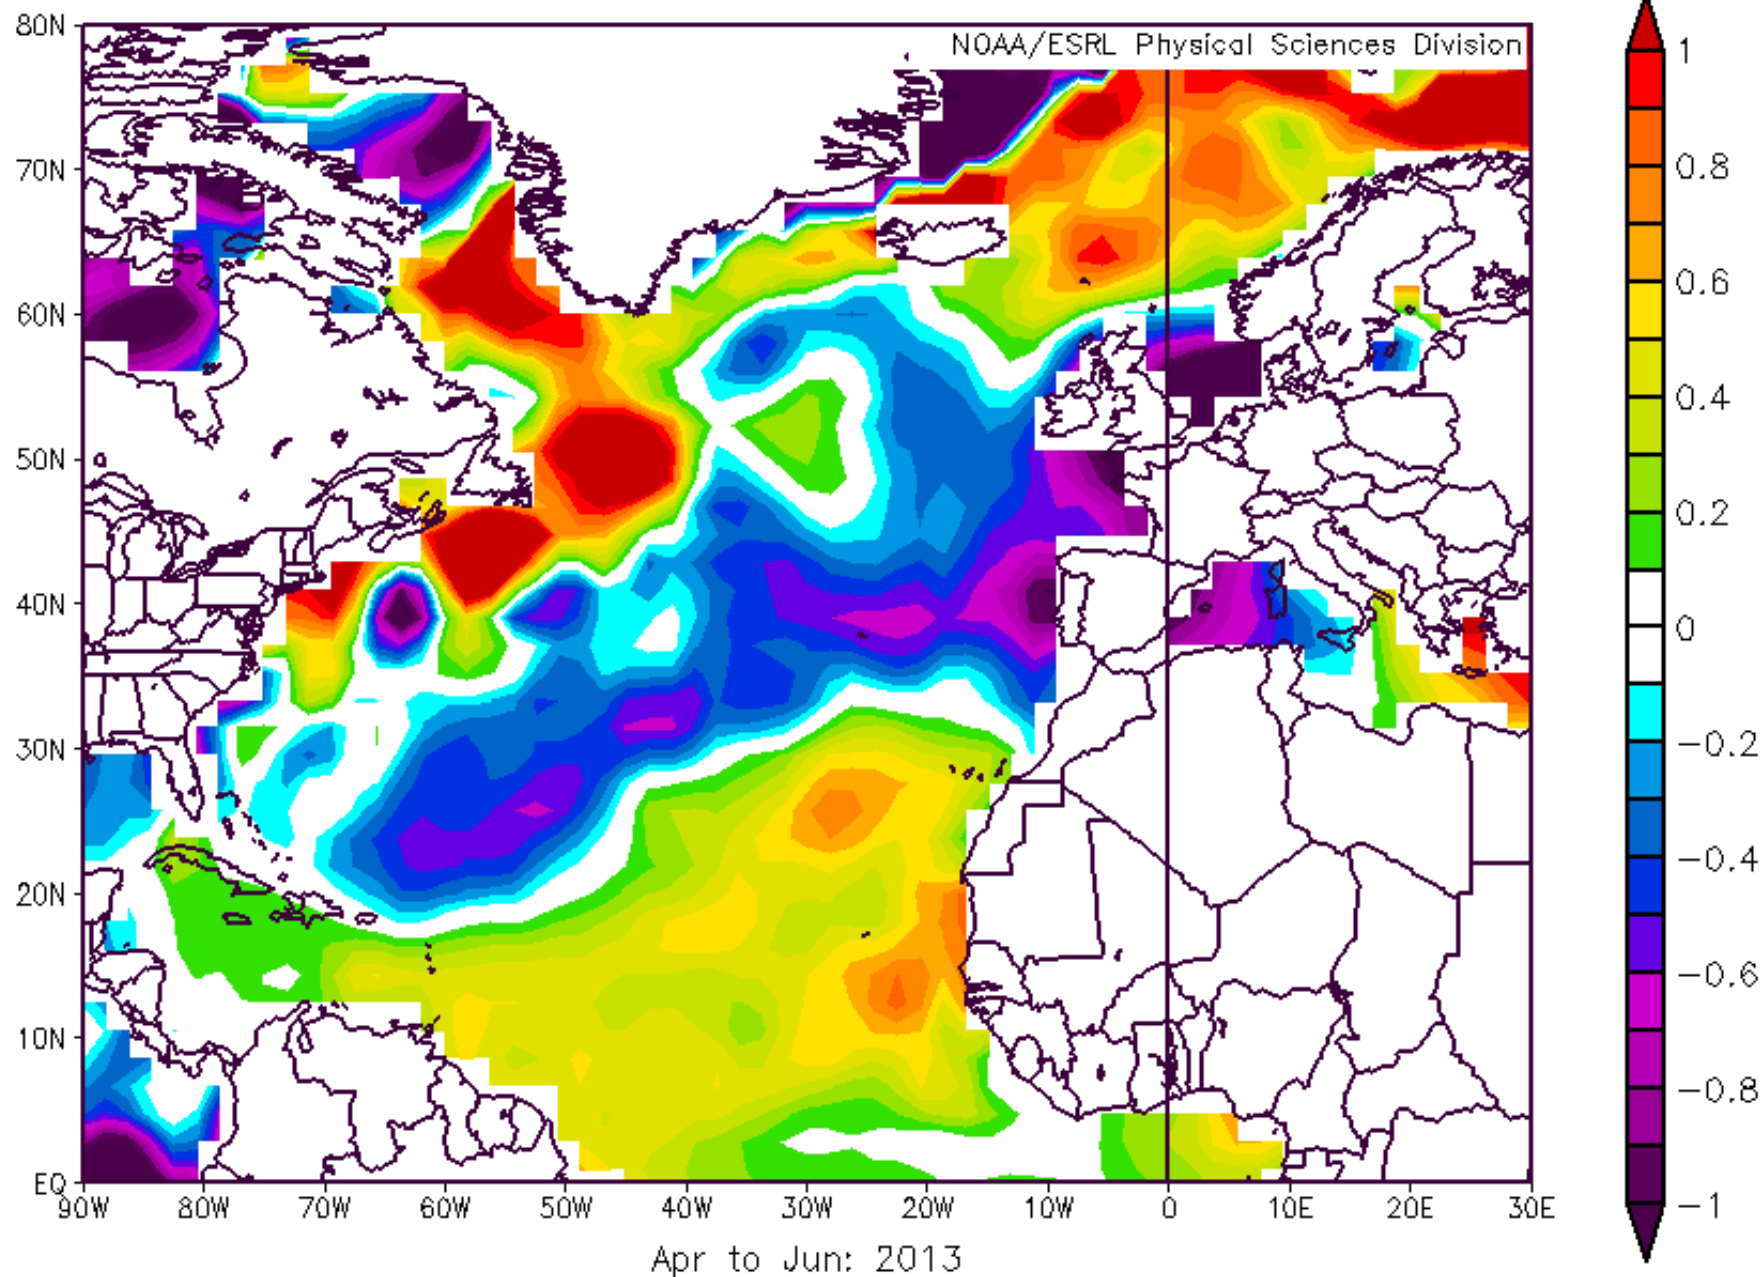 NOAA/ESRL Physical Sciences Division
80N
70N
60N
50N
40N
30N
20N
10N
EQ
90W 80W 70W 60W 50W 40W 30W 20W 10W 0 10E 20E 30E
Apr to Jun: 2013
1
0.8
0.6
0.4
0.2
0
-0.2
-0.4
-0.6
-0.8
-1